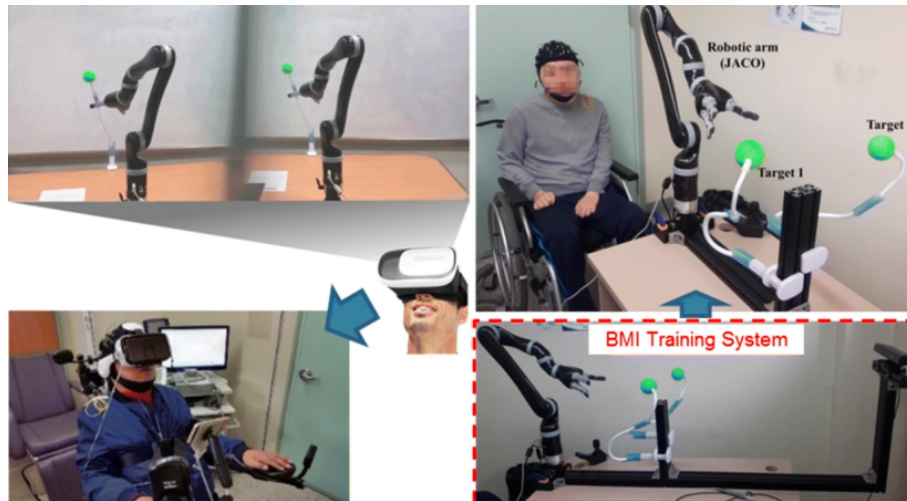 Robotic arm
(JACO)
Target
Target 1
BMI Training System